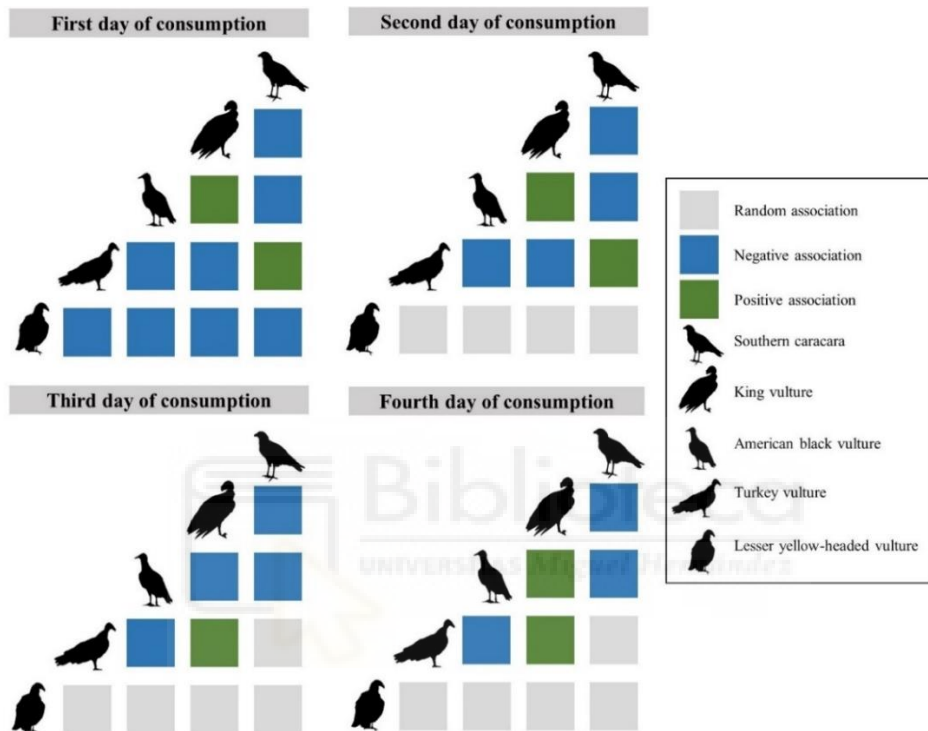 First day of consumption
Second day of consumption
Random association
Negative association
Positive association
Southern caracara
King vulture
American black vulture
Turkey vulture
Lesser yellow-headed vulture
Third day of consumption
Fourth day of consumption
Biblioteca
UNIVERSITAS Miguel Hernández